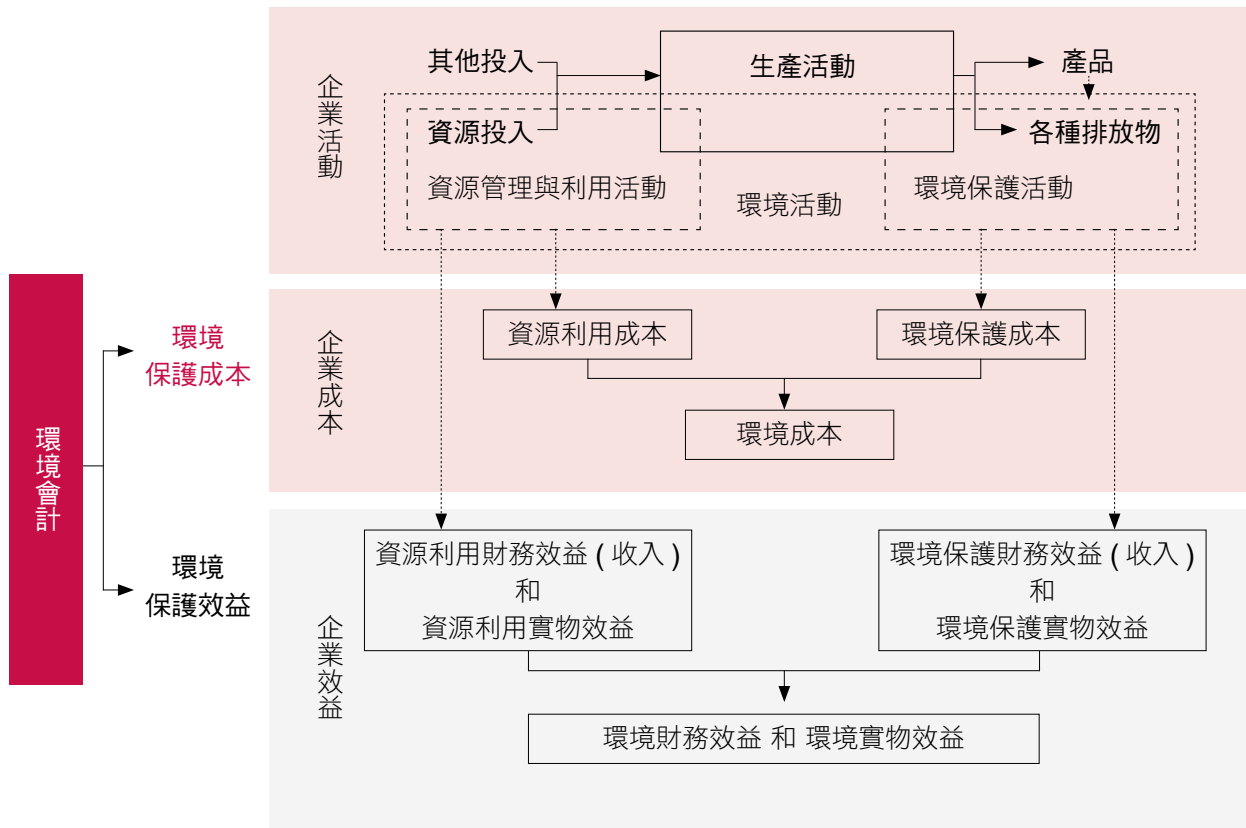 環境會計
環境
保護成本
環境
保護效益
企業活動
其他投入
生產活動
產品
資源投入
各種排放物
資源管理與利用活動
環境活動
環境保護活動
企業成本
資源利用成本
環境保護成本
環境成本
企業效益
資源利用財務效益 ( 收入 )
和
資源利用實物效益
環境保護財務效益 ( 收入 )
和
環境保護實物效益
環境財務效益 和 環境實物效益